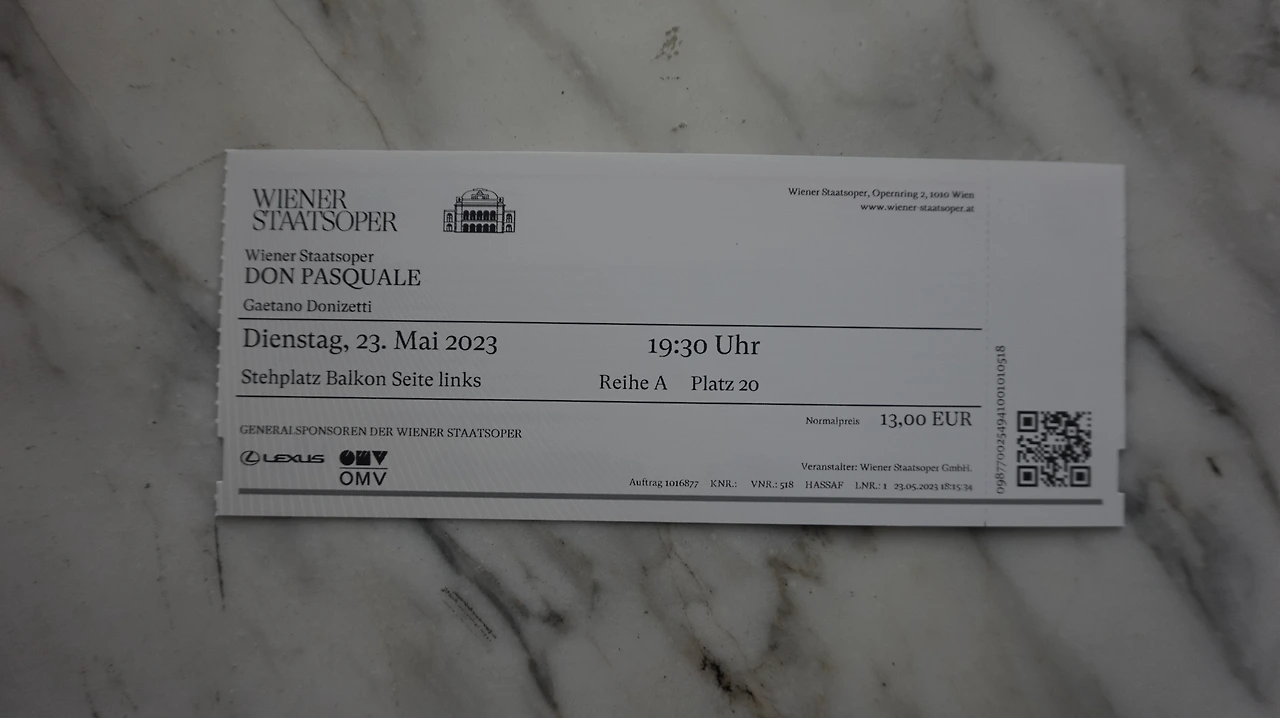 WIENER
STAATSOPER
Wiener Staatsoper, Opernring 2, 1010 Wien
www.wiener-staatsoper.at
Wiener Staatsoper
DON PASQUALE
Gaetano Donizetti
Dienstag, 23. Mai 2023 19:30 Uhr
Stehplatz Balkon Seite links Reihe A Platz 20
Normalpreis 13,00 EUR
GENERALSPONSOREN DER WIENER STAATSOPER
LEXUS
OMV
Veranstalter: Wiener Staatsoper GmbH.
Auftrag 1016877 KNR.: VNR.: 518 HASSAF LNR.: 1 23.05.2023 18:15:34
0987700254941001010518